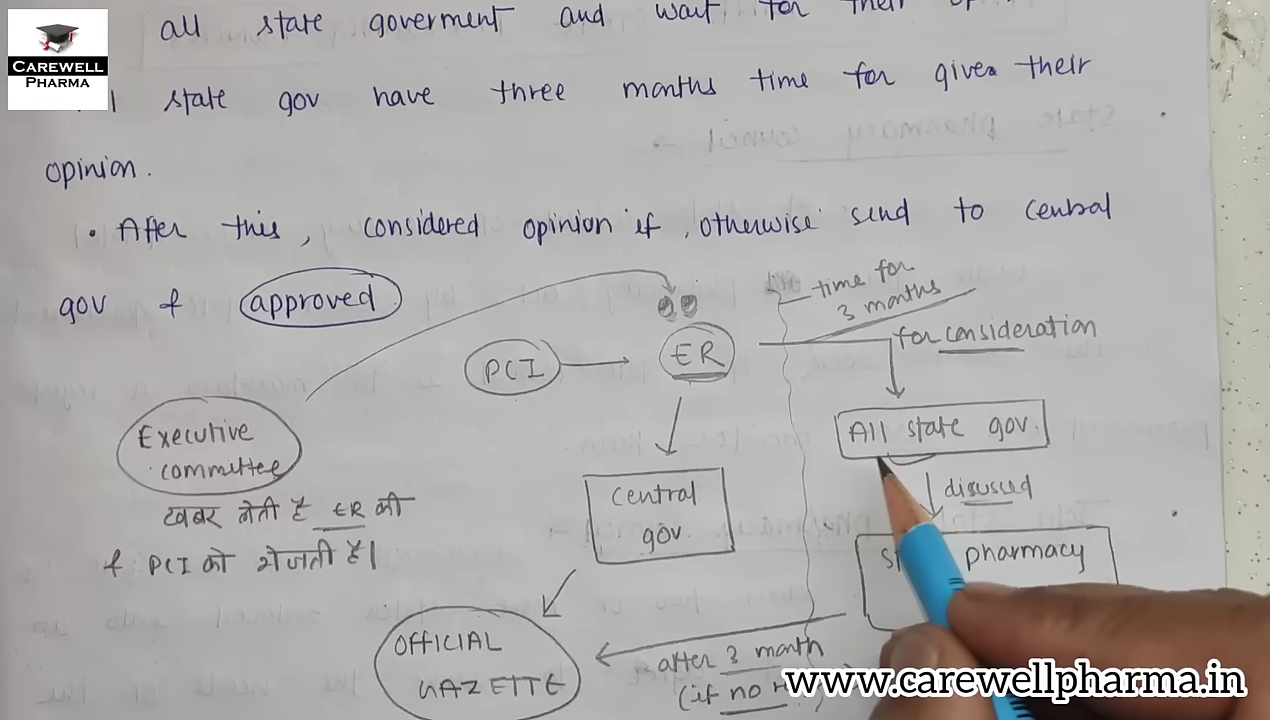 all state goverment and wait for their
CAREWELL
PHARMA
state gov have three months time for given their
opinion.
• After this, considered opinion if, otherwise send to central
gov & approved
time for
3 months
for consideration
PCI
ER
All state gov.
Executive
committee
discussed
Central
gov
खबर लेती है ER की
& PCI को भेजती है।
pharmacy
OFFICIAL
GAZETTE
after 3 month
(if no
www.carewellpharma.in